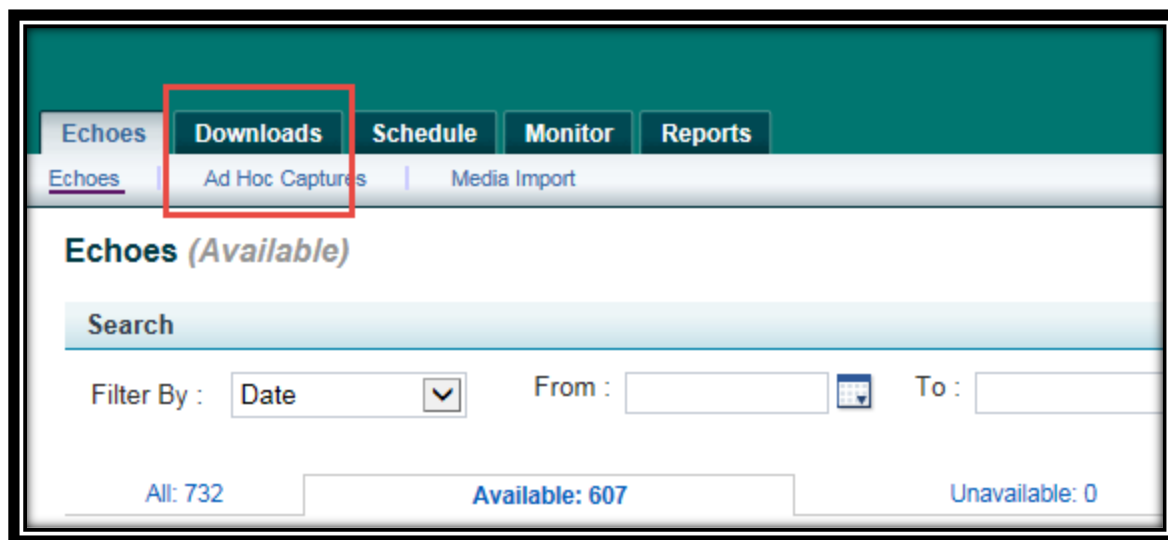 Echoes Downloads Schedule Monitor Reports
Echoes | Ad Hoc Captures | Media Import
Echoes (Available)
Search
Filter By : Date From : To :
All: 732 Available: 607 Unavailable: 0